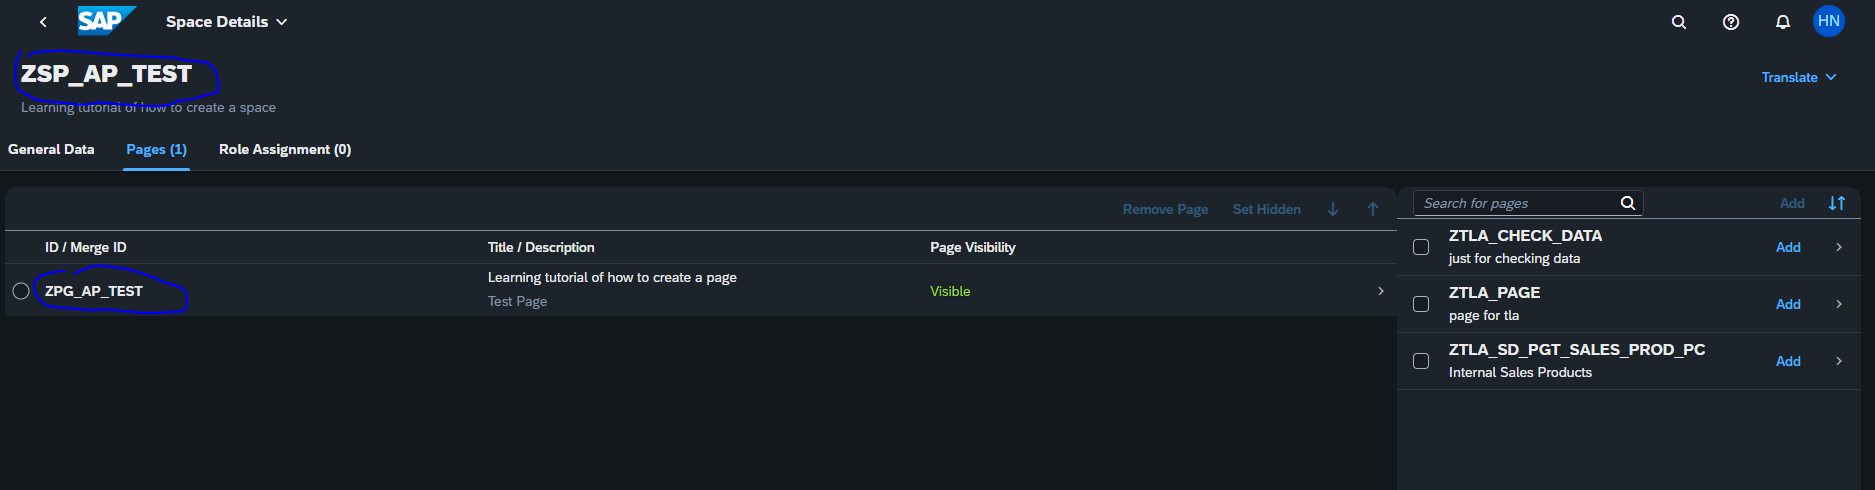 SAP Space Details HN
ZSP_AP_TEST
Translate
Learning tutorial of how to create a space
General Data Pages (1) Role Assignment (0)
Remove Page Set Hidden
ID / Merge ID Title / Description Page Visibility
ZPG_AP_TEST Learning tutorial of how to create a page Visible
Test Page
Search for pages Add
ZTLA_CHECK_DATA Add
just for checking data
ZTLA_PAGE Add
page for tla
ZTLA_SD_PGT_SALES_PROD_PC Add
Internal Sales Products